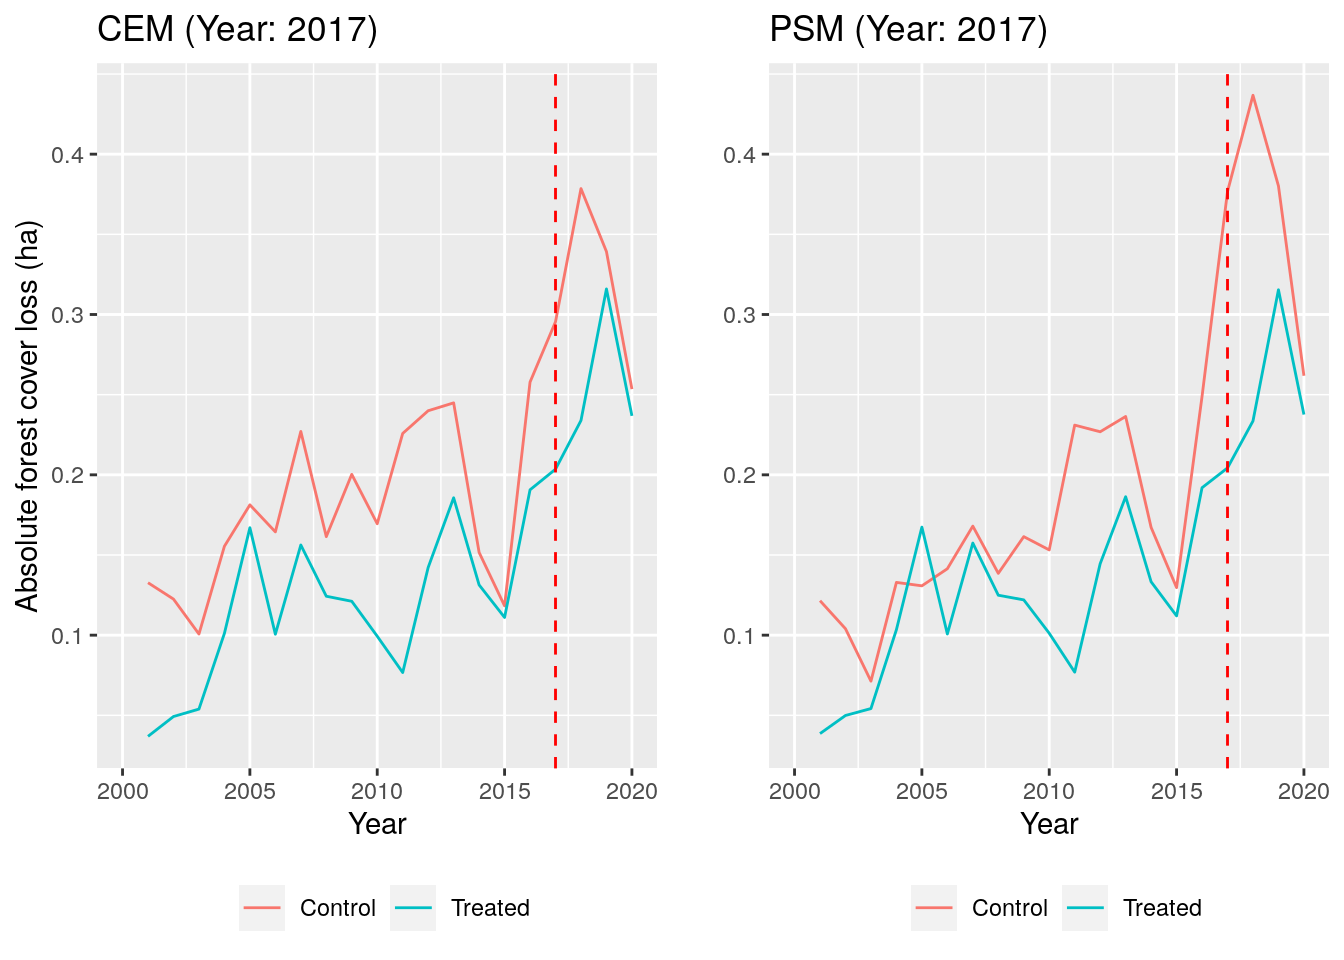 CEM (Year: 2017)
Absolute forest cover loss (ha)
0.4
0.3
0.2
0.1
2000 2005 2010 2015 2020
Year
Control Treated
PSM (Year: 2017)
0.4
0.3
0.2
0.1
2000 2005 2010 2015 2020
Year
Control Treated